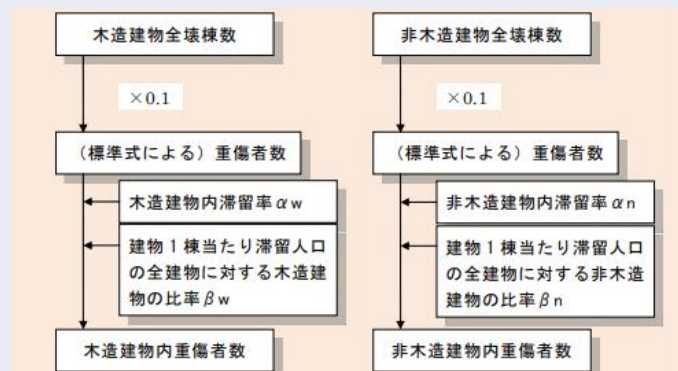 木造建物全壊棟数
非木造建物全壊棟数
×0.1
×0.1
(標準式による)重傷者数
(標準式による)重傷者数
木造建物内滞留率αw
非木造建物内滞留率αn
建物1棟当たり滞留人口
の全建物に対する木造建
物の比率βw
建物1棟当たり滞留人口
の全建物に対する非木造
建物の比率βn
木造建物内重傷者数
非木造建物内重傷者数